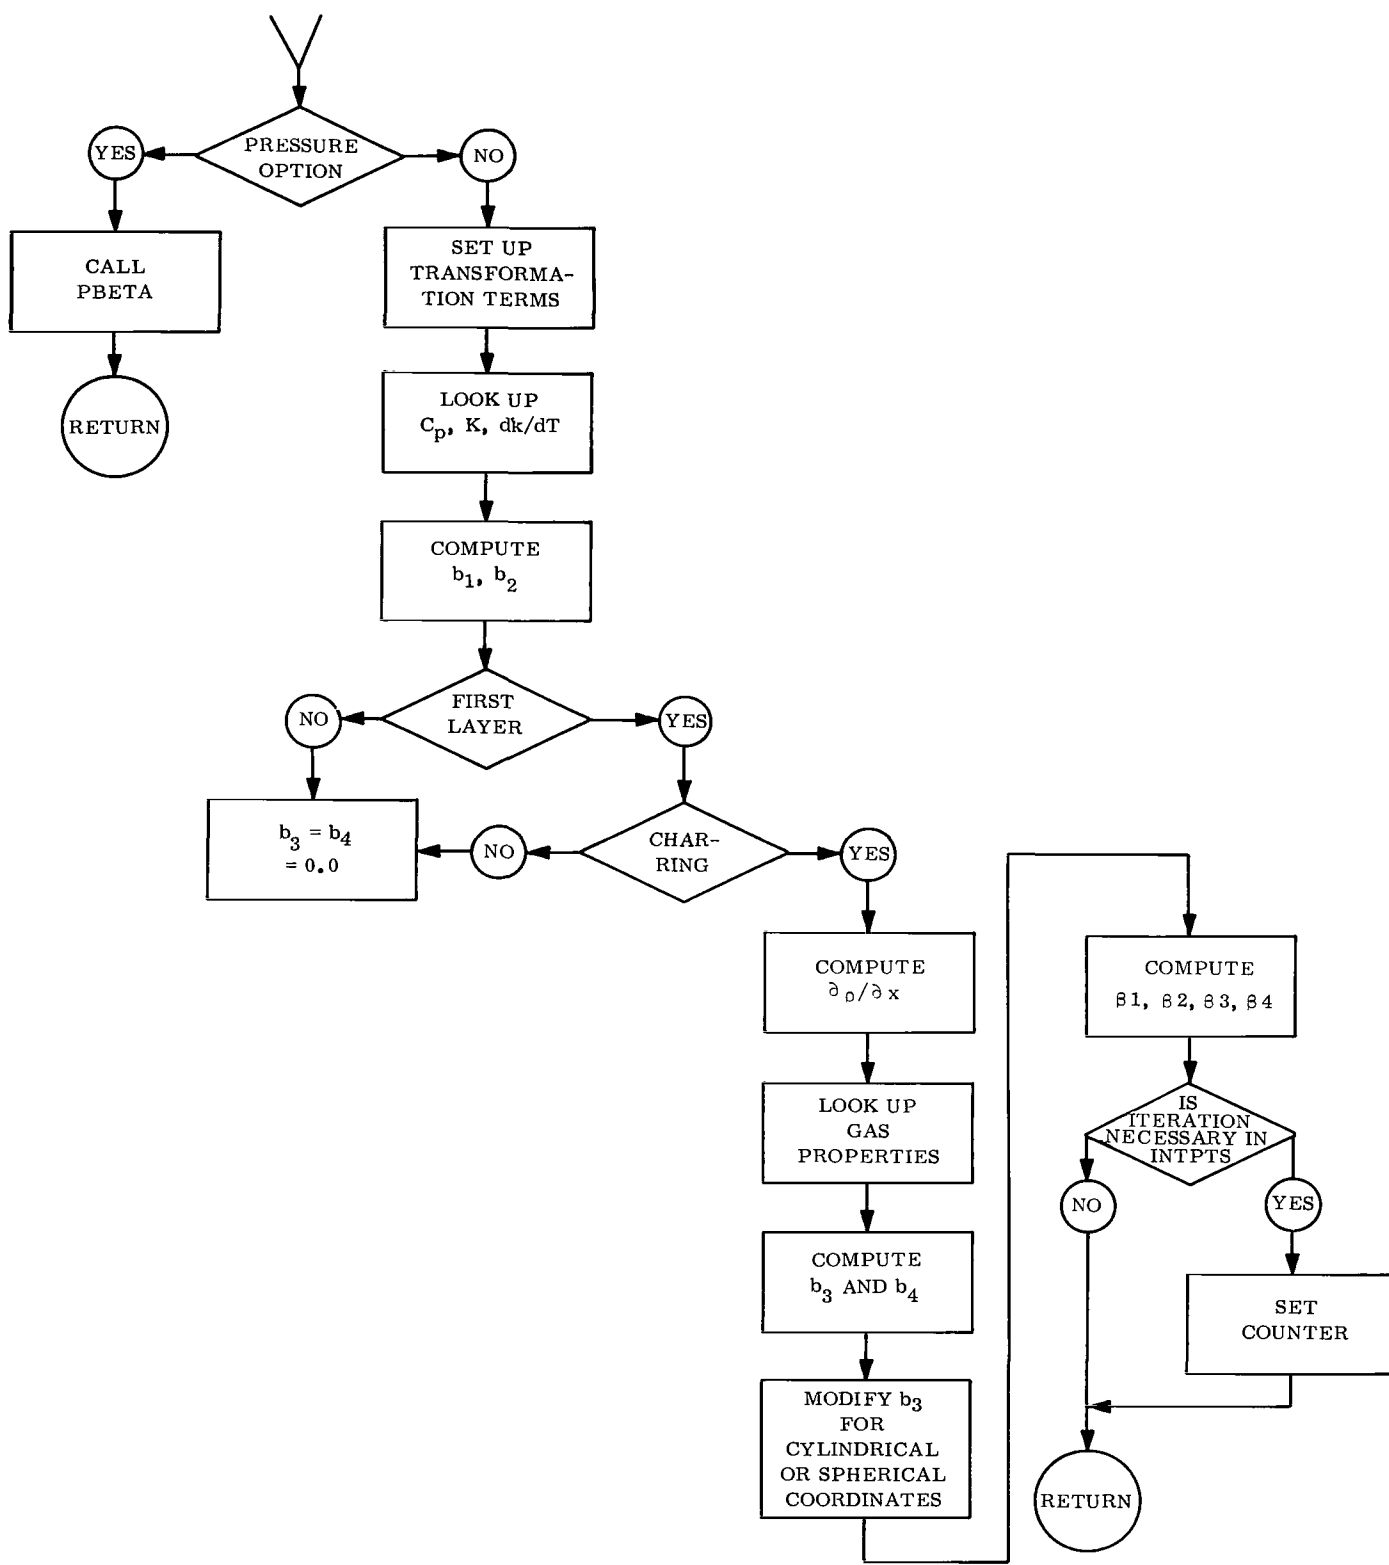 PRESSURE
OPTION
YES
NO
CALL
PBETA
RETURN
SET UP
TRANSFORMA-
TION TERMS
LOOK UP
Cp, K, dk/dT
COMPUTE
b1, b2
FIRST
LAYER
NO
YES
b3 = b4
= 0.0
NO
CHAR-
RING
YES
COMPUTE
∂ρ/∂x
LOOK UP
GAS
PROPERTIES
COMPUTE
b3 AND b4
MODIFY b3
FOR
CYLINDRICAL
OR SPHERICAL
COORDINATES
COMPUTE
β1, β2, β3, β4
IS
ITERATION
NECESSARY IN
INTPTS
NO
YES
SET
COUNTER
RETURN